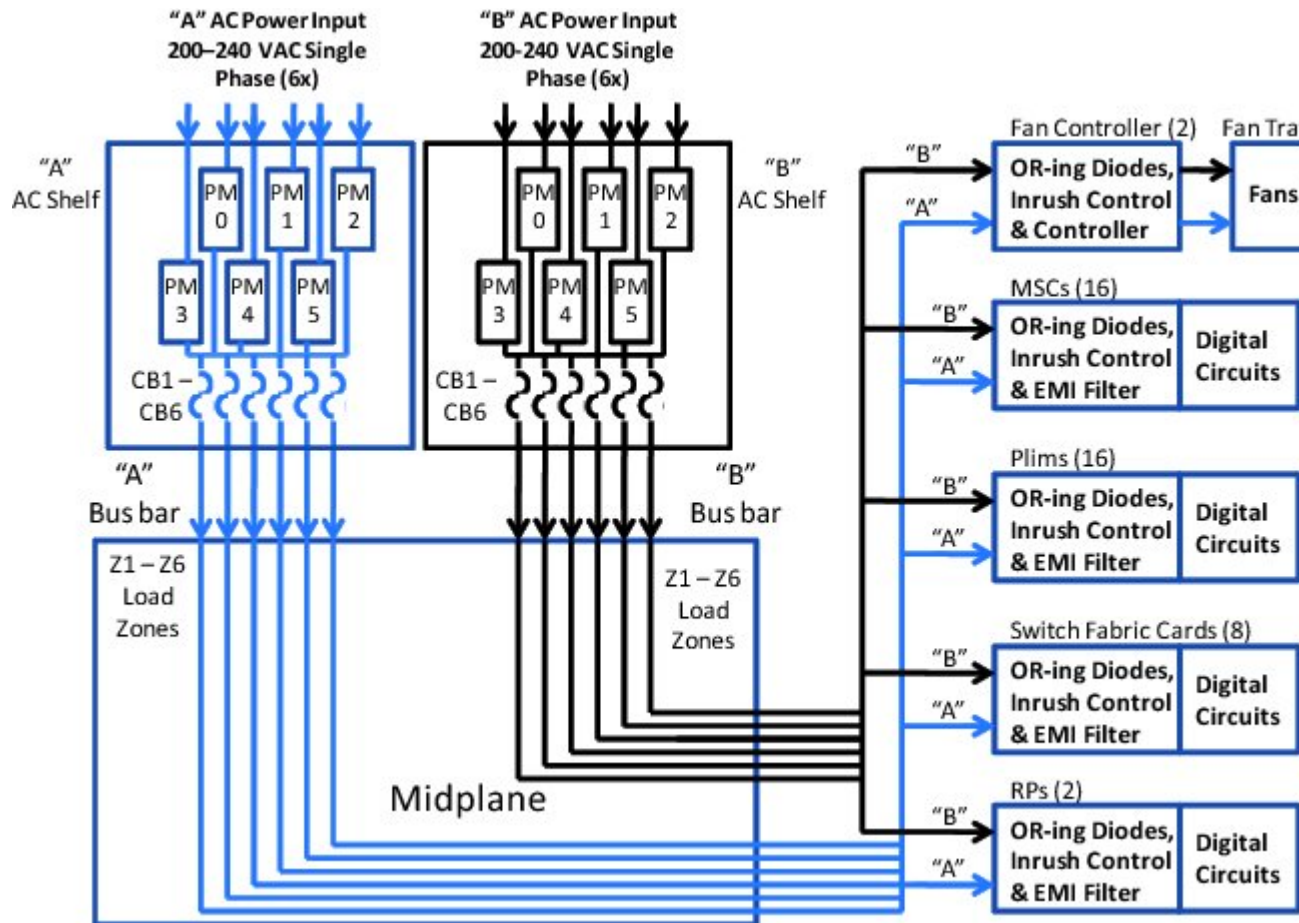 “A” AC Power Input
200–240 VAC Single
Phase (6x)
“B” AC Power Input
200-240 VAC Single
Phase (6x)
“A”
AC Shelf
PM
0
PM
1
PM
2
PM
3
PM
4
PM
5
CB1 –
CB6
“B”
AC Shelf
PM
0
PM
1
PM
2
PM
3
PM
4
PM
5
CB1 –
CB6
“A”
Bus bar
“B”
Bus bar
Z1 – Z6
Load
Zones
Z1 – Z6
Load
Zones
Midplane
Fan Controller (2)
Fan Tra
“B”
“A”
OR-ing Diodes,
Inrush Control
& Controller
Fans
MSCs (16)
“B”
“A”
OR-ing Diodes,
Inrush Control
& EMI Filter
Digital
Circuits
Plims (16)
“B”
“A”
OR-ing Diodes,
Inrush Control
& EMI Filter
Digital
Circuits
Switch Fabric Cards (8)
“B”
“A”
OR-ing Diodes,
Inrush Control
& EMI Filter
Digital
Circuits
RPs (2)
“B”
“A”
OR-ing Diodes,
Inrush Control
& EMI Filter
Digital
Circuits